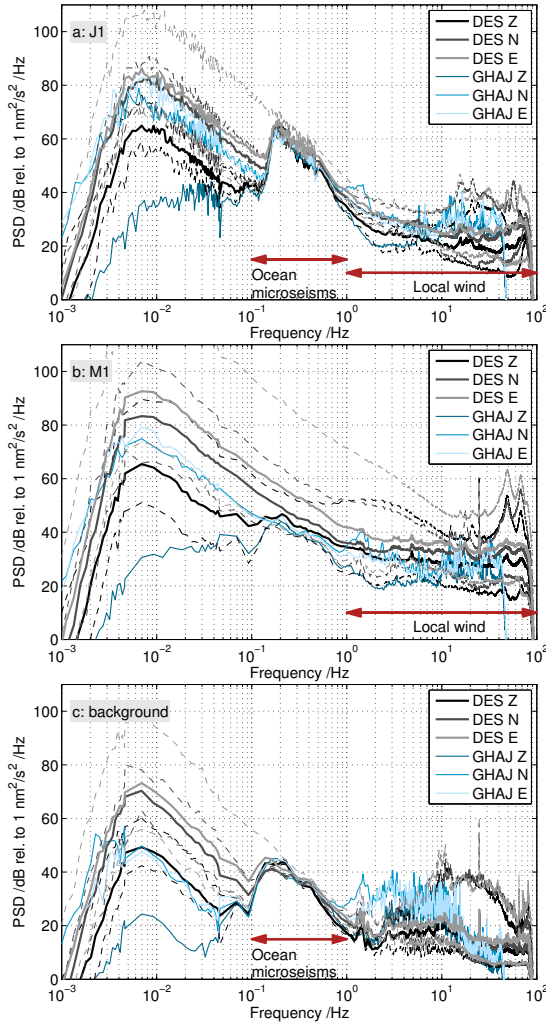 a: J1
DES Z
DES N
DES E
GHAJ Z
GHAJ N
GHAJ E
100
80
60
40
20
0
PSD /dB rel. to 1 nm²/s² /Hz
Ocean
microseisms
Local wind
10⁻³ 10⁻² 10⁻¹ 10⁰ 10¹ 10²
Frequency /Hz
b: M1
DES Z
DES N
DES E
GHAJ Z
GHAJ N
GHAJ E
100
80
60
40
20
0
PSD /dB rel. to 1 nm²/s² /Hz
Local wind
10⁻³ 10⁻² 10⁻¹ 10⁰ 10¹ 10²
Frequency /Hz
c: background
DES Z
DES N
DES E
GHAJ Z
GHAJ N
GHAJ E
100
80
60
40
20
0
PSD /dB rel. to 1 nm²/s² /Hz
Ocean
microseisms
10⁻³ 10⁻² 10⁻¹ 10⁰ 10¹ 10²
Frequency /Hz